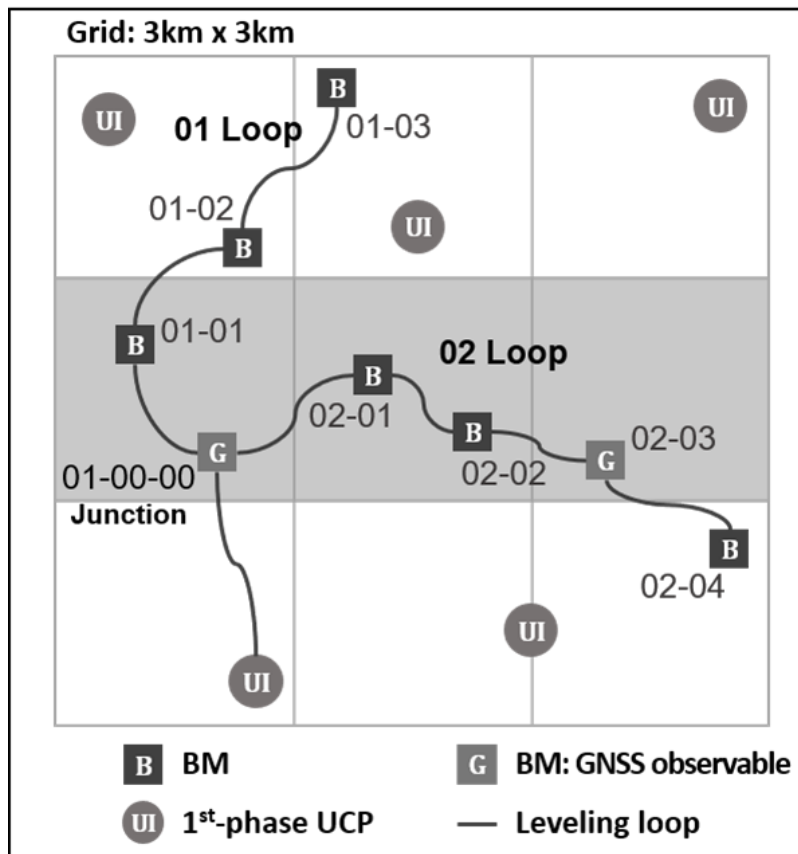 Grid: 3km x 3km
B
UI
UI
01 Loop
01-03
01-02
UI
B
01-01
B
02 Loop
B
02-01
B
02-03
G
G
01-00-00
02-02
Junction
B
02-04
UI
UI
B BM
G BM: GNSS observable
UI 1st-phase UCP
Leveling loop